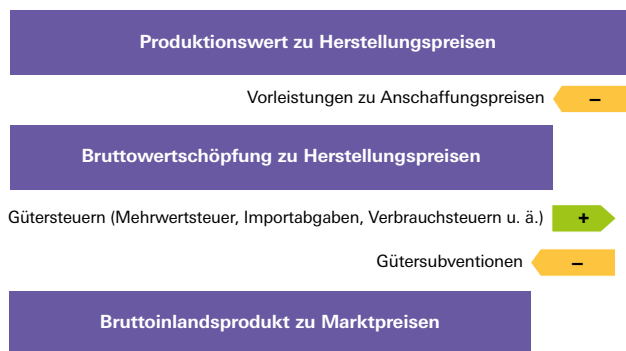 Produktionswert zu Herstellungspreisen
Vorleistungen zu Anschaffungspreisen –
Bruttowertschöpfung zu Herstellungspreisen
Gütersteuern (Mehrwertsteuer, Importabgaben, Verbrauchsteuern u. ä.) +
Gütersubventionen –
Bruttoinlandsprodukt zu Marktpreisen